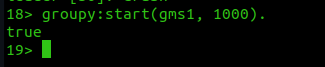 18> groupy:start(gms1, 1000).
true
19>